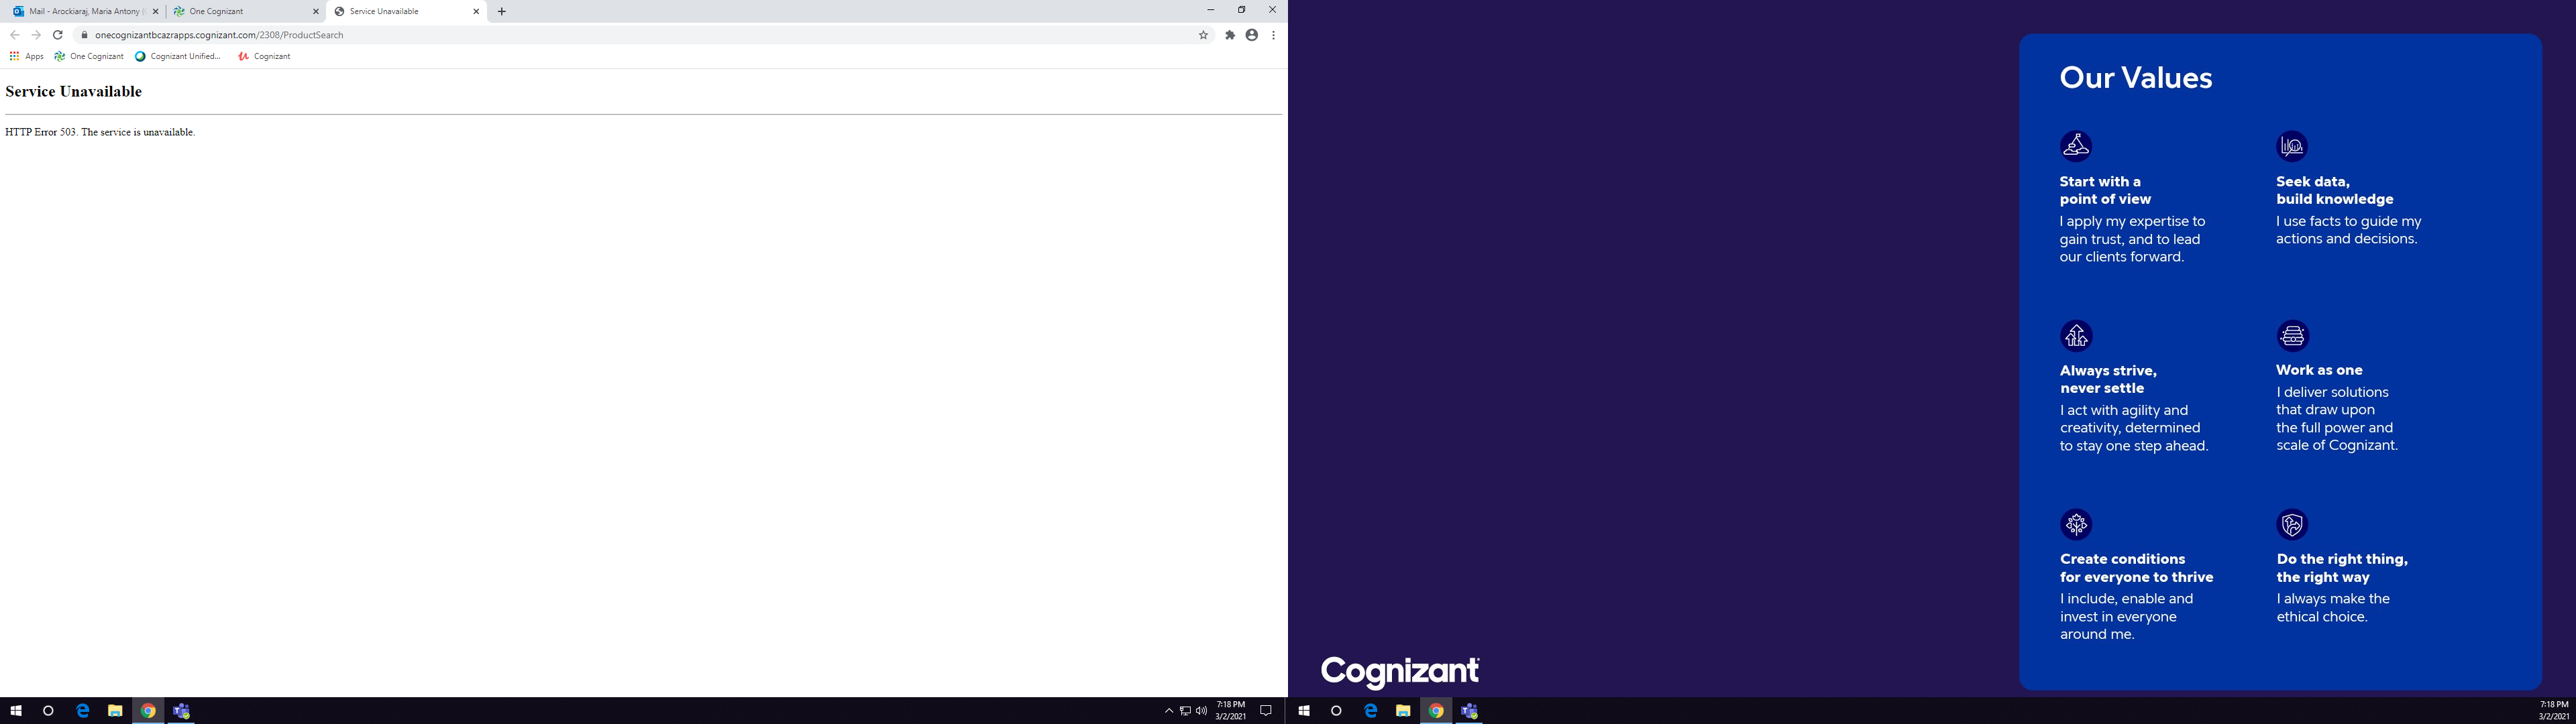 Mail - Arockiaraj, Maria Antony
One Cognizant
Service Unavailable
onecognizantbcazrapps.cognizant.com/2308/ProductSearch
Apps
One Cognizant
Cognizant Unified...
Cognizant
Service Unavailable
HTTP Error 503. The service is unavailable.
7:18 PM
3/2/2021
Our Values
Start with a
point of view
I apply my expertise to
gain trust, and to lead
our clients forward.
Seek data,
build knowledge
I use facts to guide my
actions and decisions.
Always strive,
never settle
I act with agility and
creativity, determined
to stay one step ahead.
Work as one
I deliver solutions
that draw upon
the full power and
scale of Cognizant.
Create conditions
for everyone to thrive
I include, enable and
invest in everyone
around me.
Do the right thing,
the right way
I always make the
ethical choice.
Cognizant
7:18 PM
3/2/2021